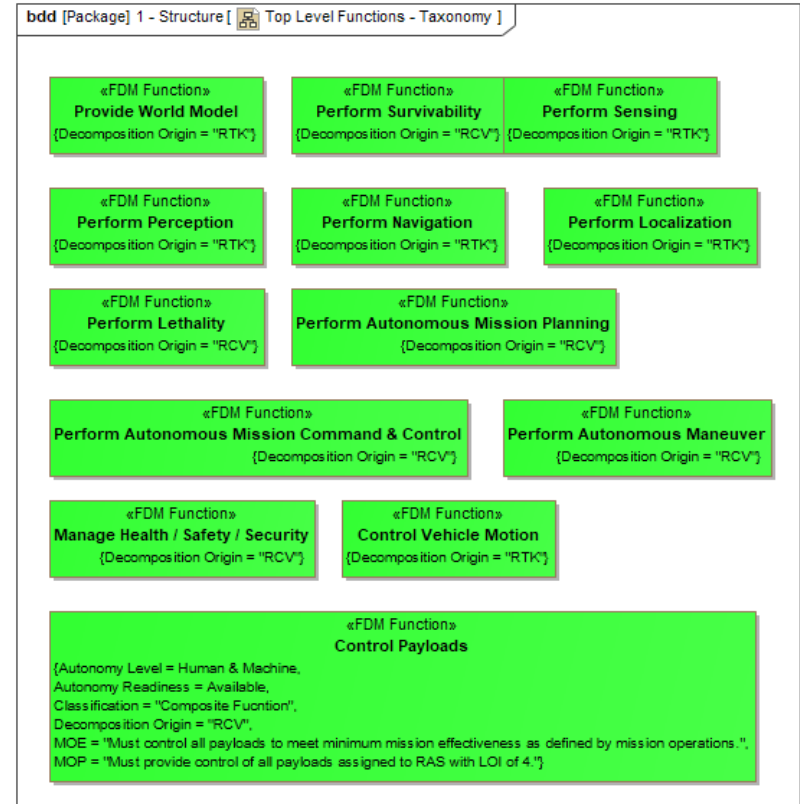 bdd [Package] 1 - Structure [ Top Level Functions - Taxonomy ]
«FDM Function»
Provide World Model
{Decomposition Origin = "RTK"}
«FDM Function»
Perform Survivability
{Decomposition Origin = "RCV"}
«FDM Function»
Perform Sensing
{Decomposition Origin = "RTK"}
«FDM Function»
Perform Perception
{Decomposition Origin = "RTK"}
«FDM Function»
Perform Navigation
{Decomposition Origin = "RTK"}
«FDM Function»
Perform Localization
{Decomposition Origin = "RTK"}
«FDM Function»
Perform Lethality
{Decomposition Origin = "RCV"}
«FDM Function»
Perform Autonomous Mission Planning
{Decomposition Origin = "RCV"}
«FDM Function»
Perform Autonomous Mission Command & Control
{Decomposition Origin = "RCV"}
«FDM Function»
Perform Autonomous Maneuver
{Decomposition Origin = "RCV"}
«FDM Function»
Manage Health / Safety / Security
{Decomposition Origin = "RCV"}
«FDM Function»
Control Vehicle Motion
{Decomposition Origin = "RTK"}
«FDM Function»
Control Payloads
{Autonomy Level = Human & Machine,
Autonomy Readiness = Available,
Classification = "Composite Fucntion",
Decomposition Origin = "RCV",
MOE = "Must control all payloads to meet minimum mission effectiveness as defined by mission operations.",
MOP = "Must provide control of all payloads assigned to RAS with LOI of 4."}